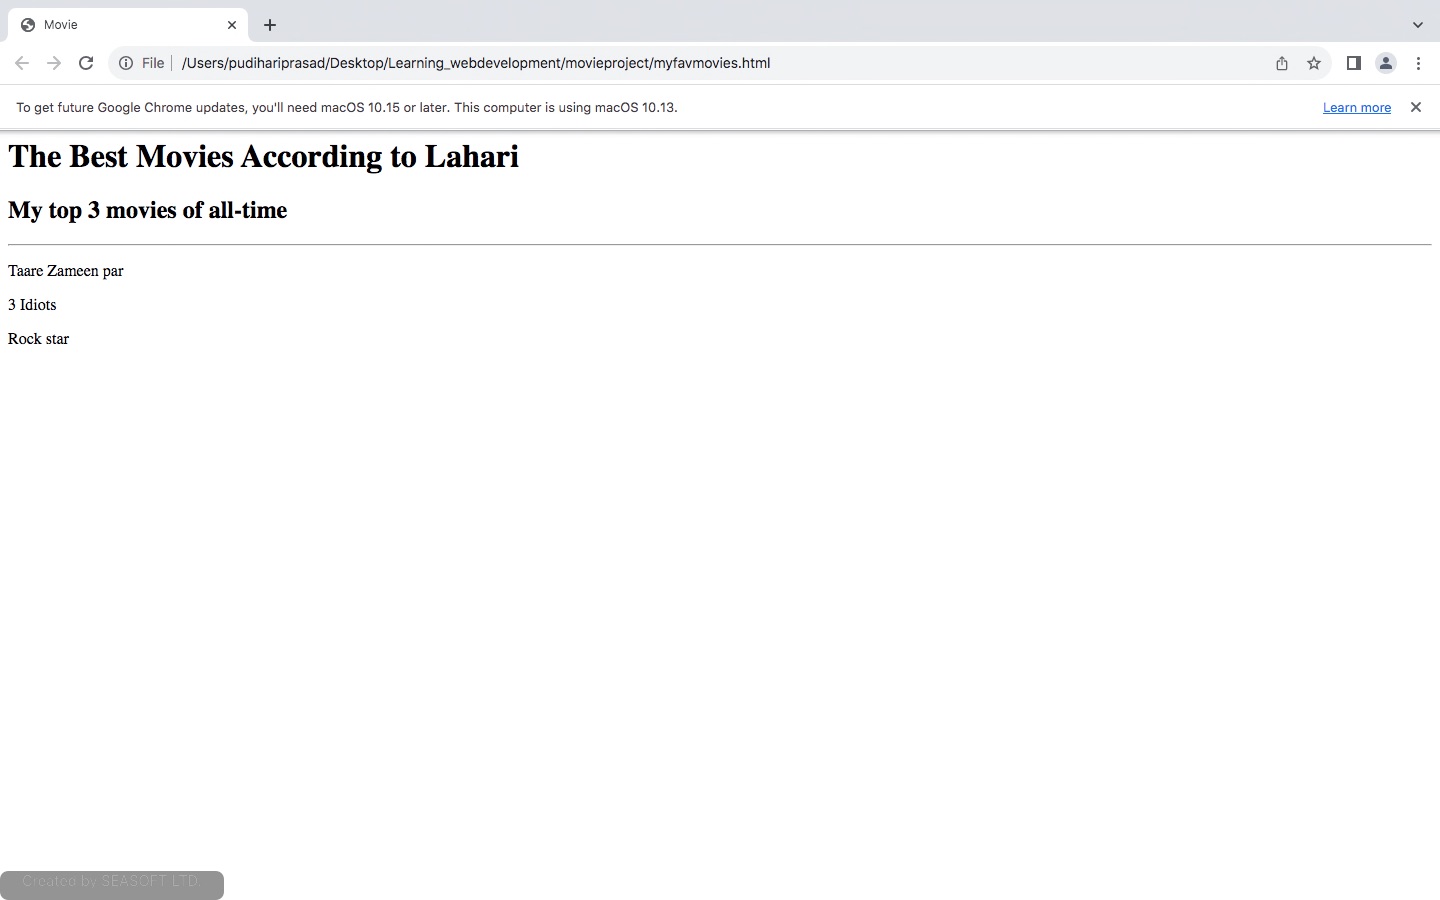 Movie
File
/Users/pudihariprasad/Desktop/Learning_webdevelopment/movieproject/myfavmovies.html
To get future Google Chrome updates, you'll need macOS 10.15 or later. This computer is using macOS 10.13.
Learn more
The Best Movies According to Lahari
My top 3 movies of all-time
Taare Zameen par
3 Idiots
Rock star
Created by SEASOFT LTD.